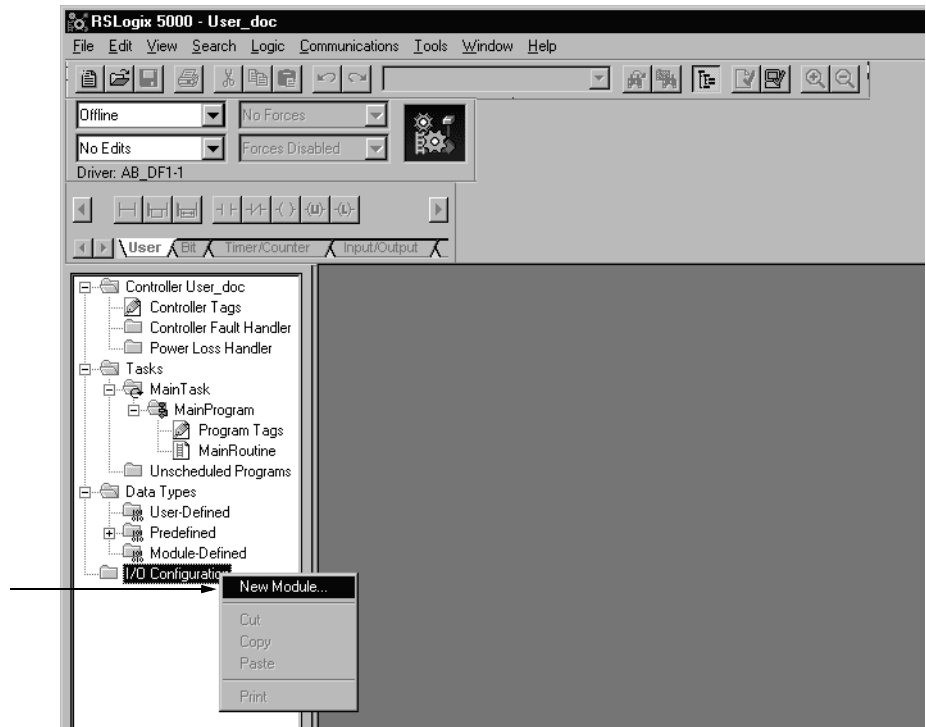 RSLogix 5000 - User_doc
File Edit View Search Logic Communications Tools Window Help
Offline No Forces
No Edits Forces Disabled
Driver: AB_DF1-1
User Bit Timer/Counter Input/Output
Controller User_doc
Controller Tags
Controller Fault Handler
Power Loss Handler
Tasks
MainTask
MainProgram
Program Tags
MainRoutine
Unscheduled Programs
Data Types
User-Defined
Predefined
Module-Defined
I/O Configuration
New Module...
Cut
Copy
Paste
Print